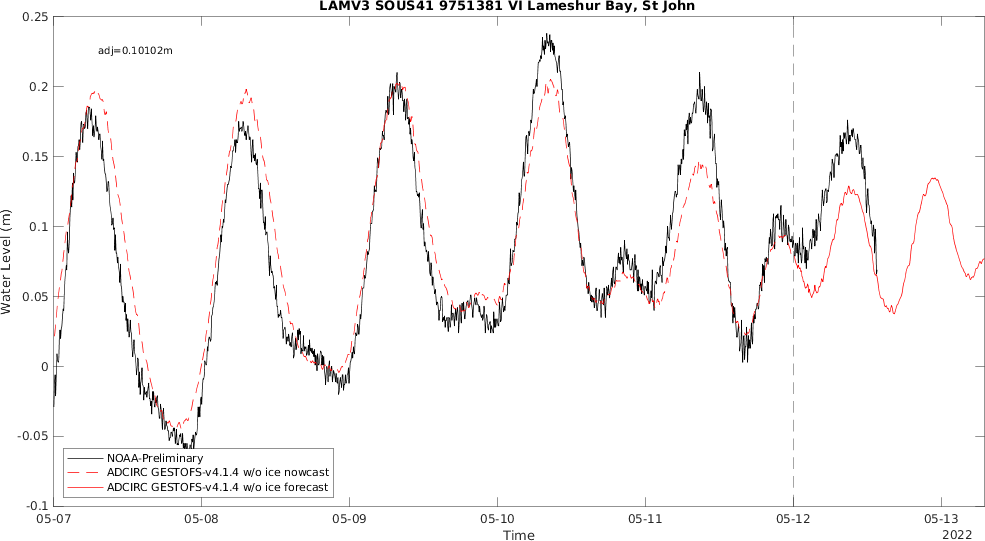 LAMV3 SOUS41 9751381 VI Lameshur Bay, St John
0.25
adj=0.10102m
0.2
0.15
0.1
0.05
0
-0.05
-0.1
Water Level (m)
NOAA-Preliminary
ADCIRC GESTOFS-v4.1.4 w/o ice nowcast
ADCIRC GESTOFS-v4.1.4 w/o ice forecast
05-07 05-08 05-09 05-10 05-11 05-12 05-13
Time
2022